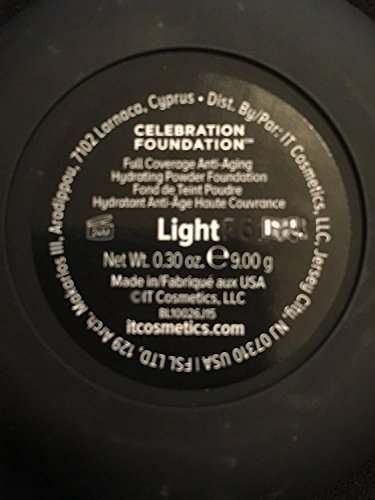 Dist. By/Par: IT Cosmetics, LLC, Jersey City, NJ 07310 USA | FSL LTD, 129 Arch. Makarios III, Aradippou, 7102 Larnaca, Cyprus •
CELEBRATION
FOUNDATION™
Full Coverage Anti-Aging
Hydrating Powder Foundation
Fond de Teint Poudre
Hydratant Anti-Âge Haute Couvrance
Light
Net Wt. 0.30 oz. ℮ 9.00 g
Made in/Fabriqué aux USA
©IT Cosmetics, LLC
BL10026J15
itcosmetics.com